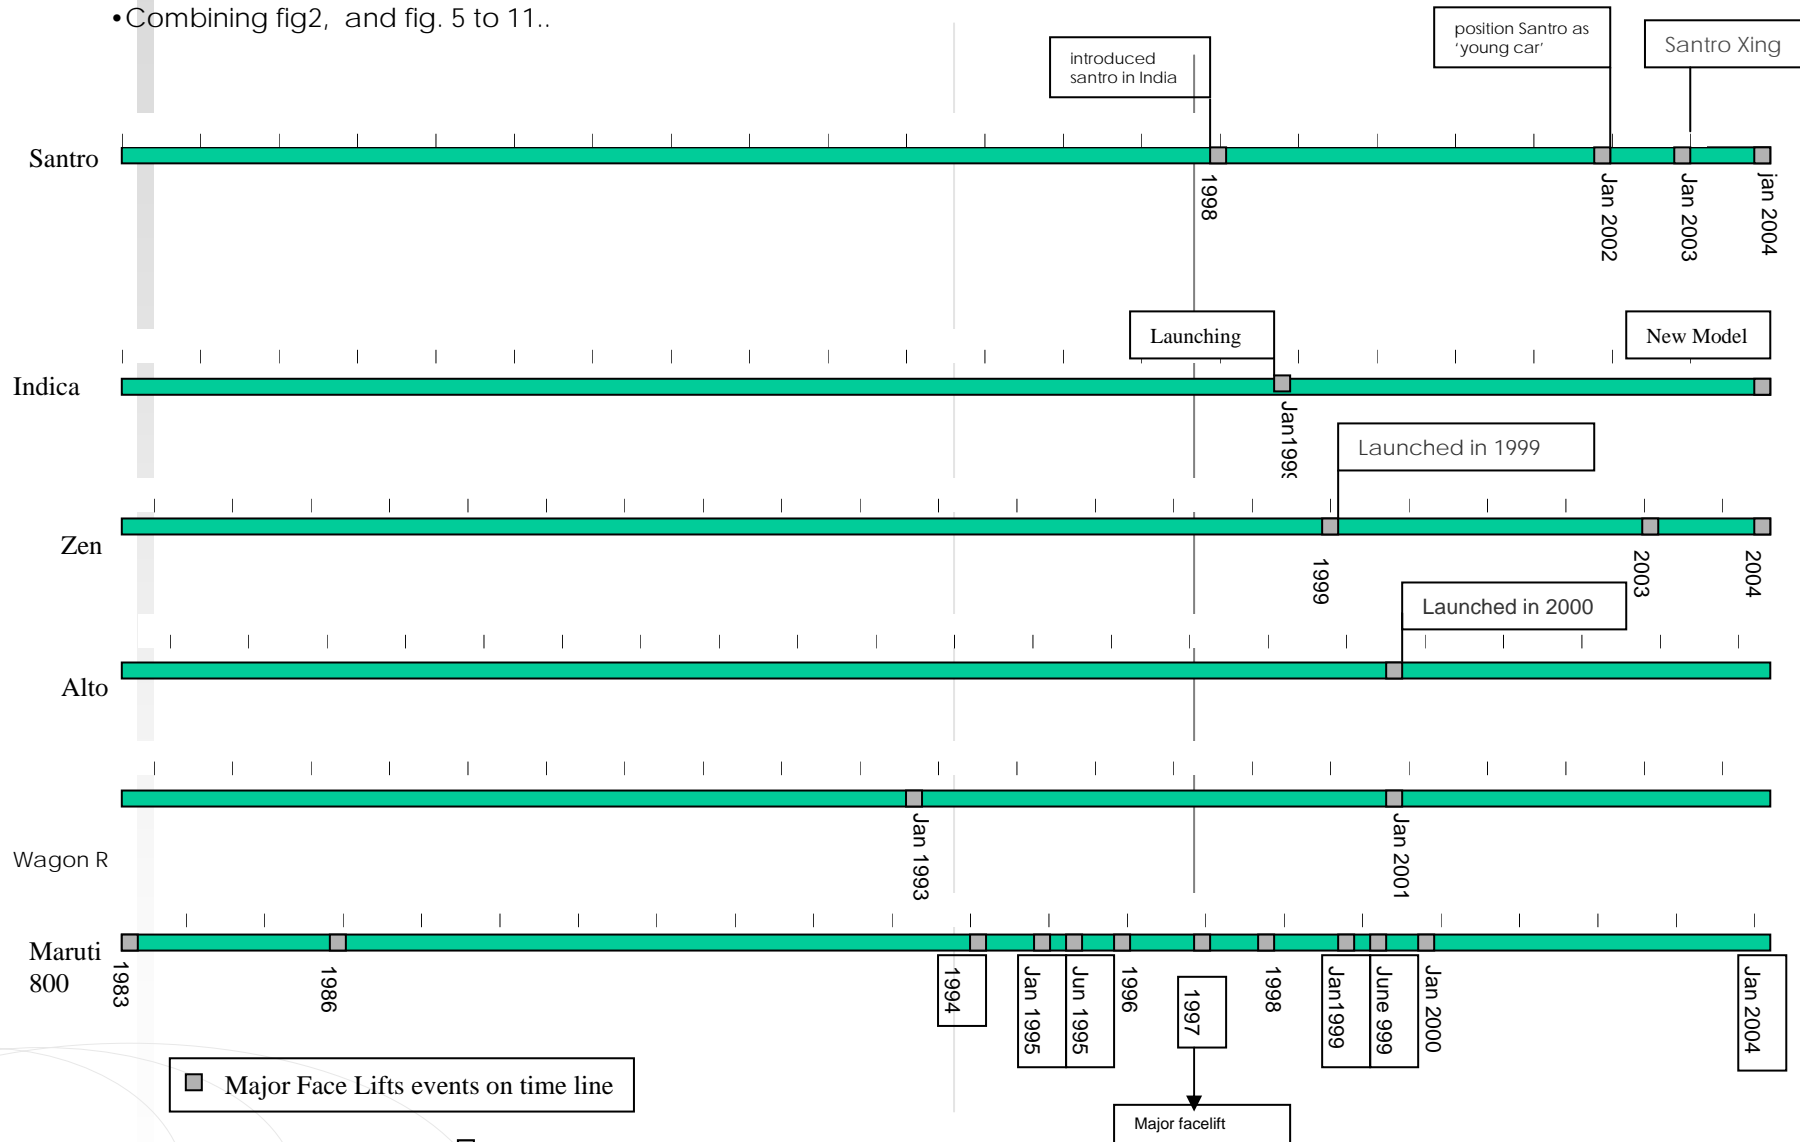 •Combining fig2, and fig. 5 to 11..
introduced
santro in India
position Santro as
‘young car’
Santro Xing
Santro
1998
Jan 2002
Jan 2003
jan 2004
Launching
New Model
Indica
Jan1999
Launched in 1999
Zen
1999
2003
2004
Launched in 2000
Alto
Wagon R
Jan 1993
Jan 2001
Maruti
800
1983
1986
1994
Jan 1995
Jun 1995
1996
1997
1998
Jan1999
June 999
Jan 2000
Jan 2004
Major Face Lifts events on time line
Major facelift